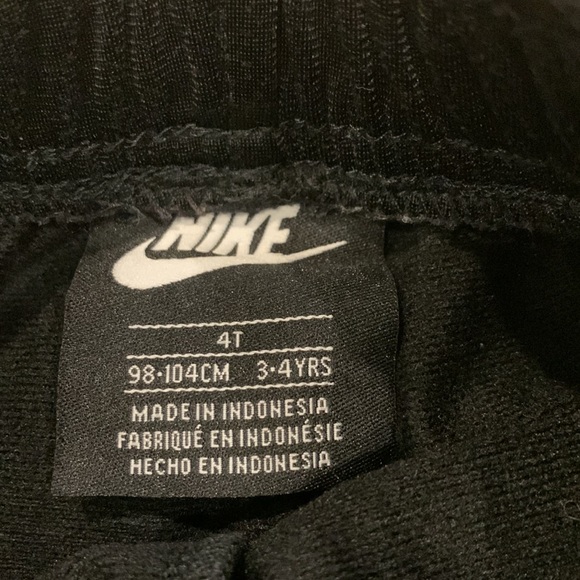 NIKE
4T
98•104CM 3•4YRS
MADE IN INDONESIA
FABRIQUÉ EN INDONÉSIE
HECHO EN INDONESIA